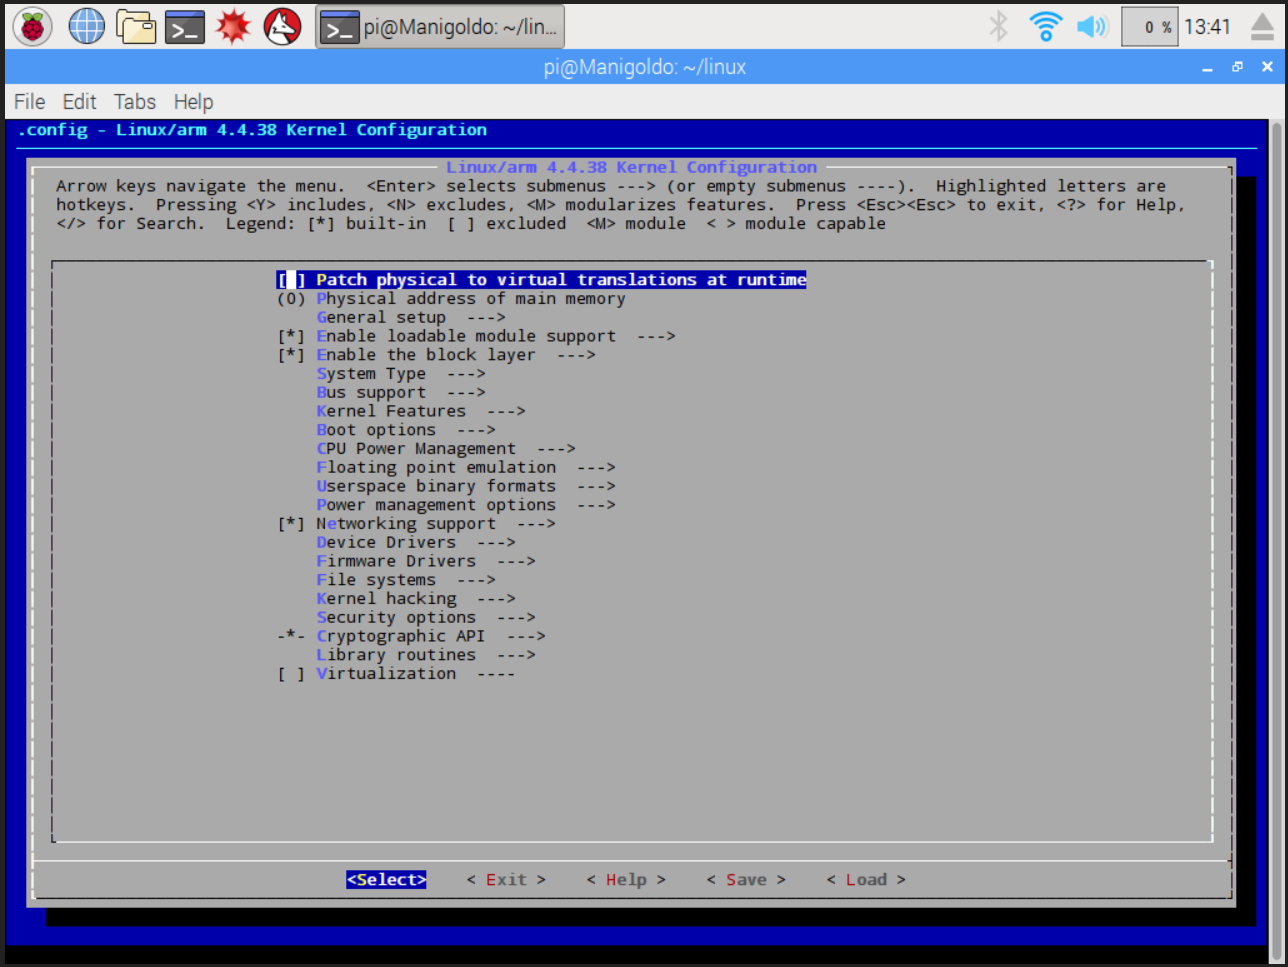 pi@Manigoldo: ~/lin...
0 %
13:41
pi@Manigoldo: ~/linux
File Edit Tabs Help
.config - Linux/arm 4.4.38 Kernel Configuration
Linux/arm 4.4.38 Kernel Configuration
Arrow keys navigate the menu.  <Enter> selects submenus ---> (or empty submenus ----).  Highlighted letters are
hotkeys.  Pressing <Y> includes, <N> excludes, <M> modularizes features.  Press <Esc><Esc> to exit, <?> for Help,
</> for Search.  Legend: [*] built-in  [ ] excluded  <M> module  < > module capable
[ ] Patch physical to virtual translations at runtime
(0) Physical address of main memory
General setup  --->
[*] Enable loadable module support  --->
[*] Enable the block layer  --->
System Type  --->
Bus support  --->
Kernel Features  --->
Boot options  --->
CPU Power Management  --->
Floating point emulation  --->
Userspace binary formats  --->
Power management options  --->
[*] Networking support  --->
Device Drivers  --->
Firmware Drivers  --->
File systems  --->
Kernel hacking  --->
Security options  --->
-*- Cryptographic API  --->
Library routines  --->
[ ] Virtualization  ----
<Select>    < Exit >    < Help >    < Save >    < Load >